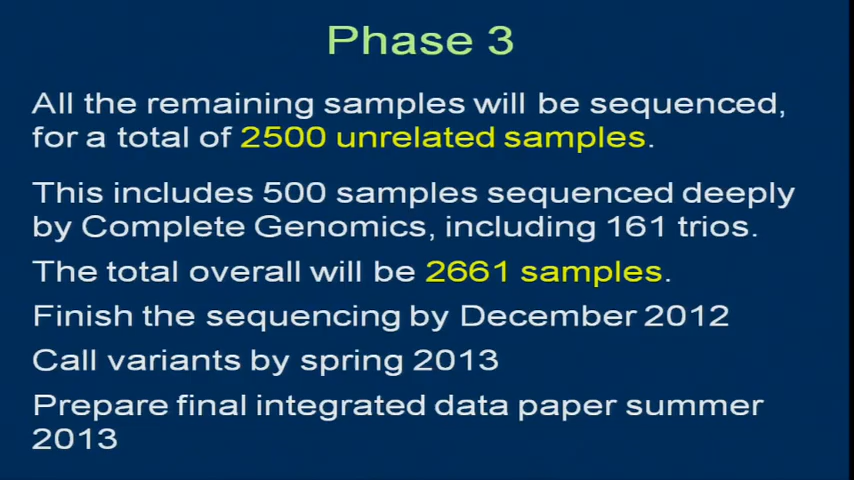 Phase 3
All the remaining samples will be sequenced,
for a total of 2500 unrelated samples.
This includes 500 samples sequenced deeply
by Complete Genomics, including 161 trios.
The total overall will be 2661 samples.
Finish the sequencing by December 2012
Call variants by spring 2013
Prepare final integrated data paper summer
2013